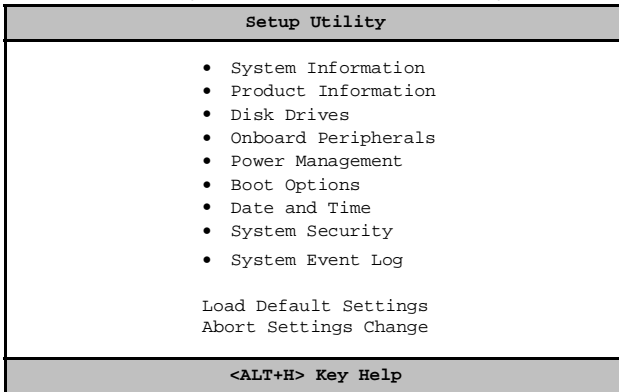 Setup Utility
• System Information
• Product Information
• Disk Drives
• Onboard Peripherals
• Power Management
• Boot Options
• Date and Time
• System Security
• System Event Log
Load Default Settings
Abort Settings Change
<ALT+H> Key Help